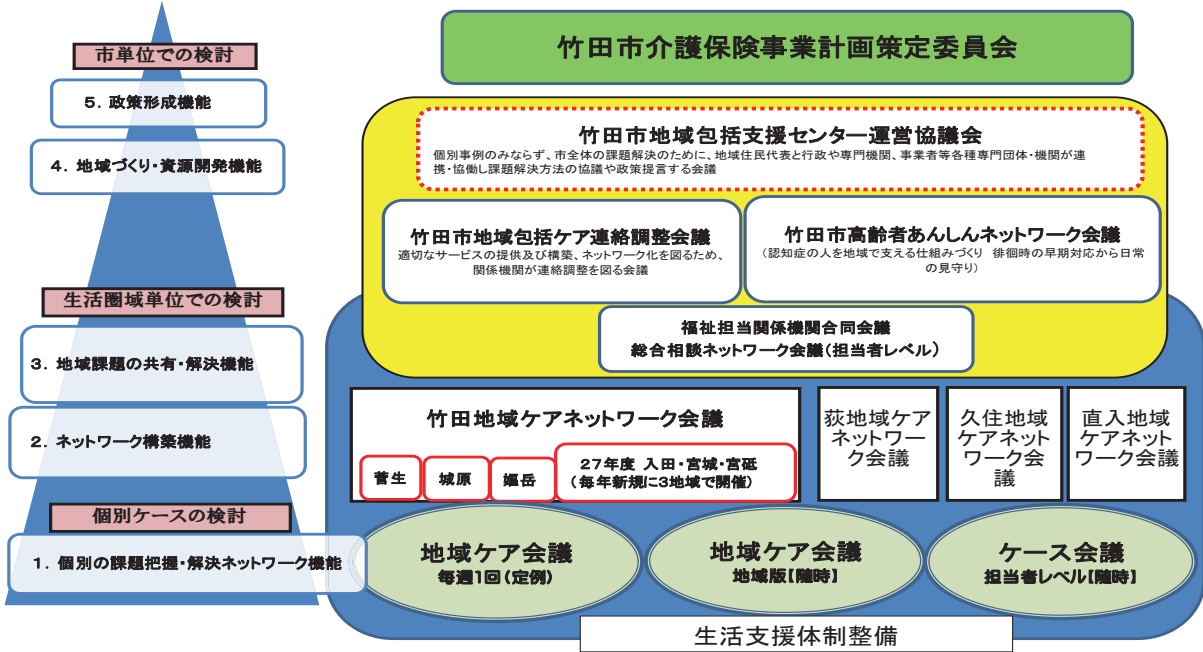 市単位での検討
5．政策形成機能
4．地域づくり・資源開発機能
生活圏域単位での検討
3．地域課題の共有・解決機能
2．ネットワーク構築機能
個別ケースの検討
1．個別の課題把握・解決ネットワーク機能
竹田市介護保険事業計画策定委員会
竹田市地域包括支援センター運営協議会
個別事例のみならず、市全体の課題解決のために、地域住民代表と行政や専門機関、事業者等各種専門団体・機関が連
携・協働し課題解決方法の協議や政策提言する会議
竹田市地域包括ケア連絡調整会議
適切なサービスの提供及び構築、ネットワーク化を図るため、
関係機関が連絡調整を図る会議
竹田市高齢者あんしんネットワーク会議
（認知症の人を地域で支える仕組みづくり　徘徊時の早期対応から日常
の見守り）
福祉担当関係機関合同会議
総合相談ネットワーク会議（担当者レベル）
竹田地域ケアネットワーク会議
菅生
城原
嫗岳
27年度 入田・宮城・宮砥
（毎年新規に3地域で開催）
荻地域ケア
ネットワー
ク会議
久住地域
ケアネット
ワーク会
議
直入地域
ケアネット
ワーク会議
地域ケア会議
毎週1回（定例）
地域ケア会議
地域版【随時】
ケース会議
担当者レベル【随時】
生活支援体制整備